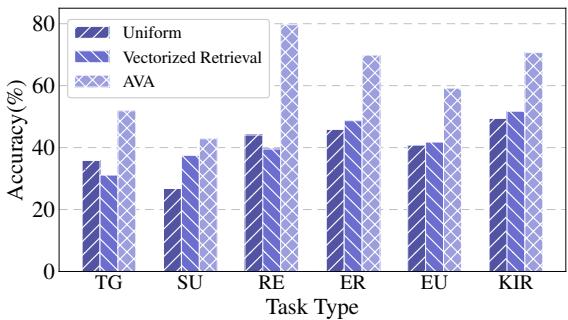 Accuracy(%)
80
60
40
20
0
Uniform
Vectorized Retrieval
AVA
TG SU RE ER EU KIR
Task Type